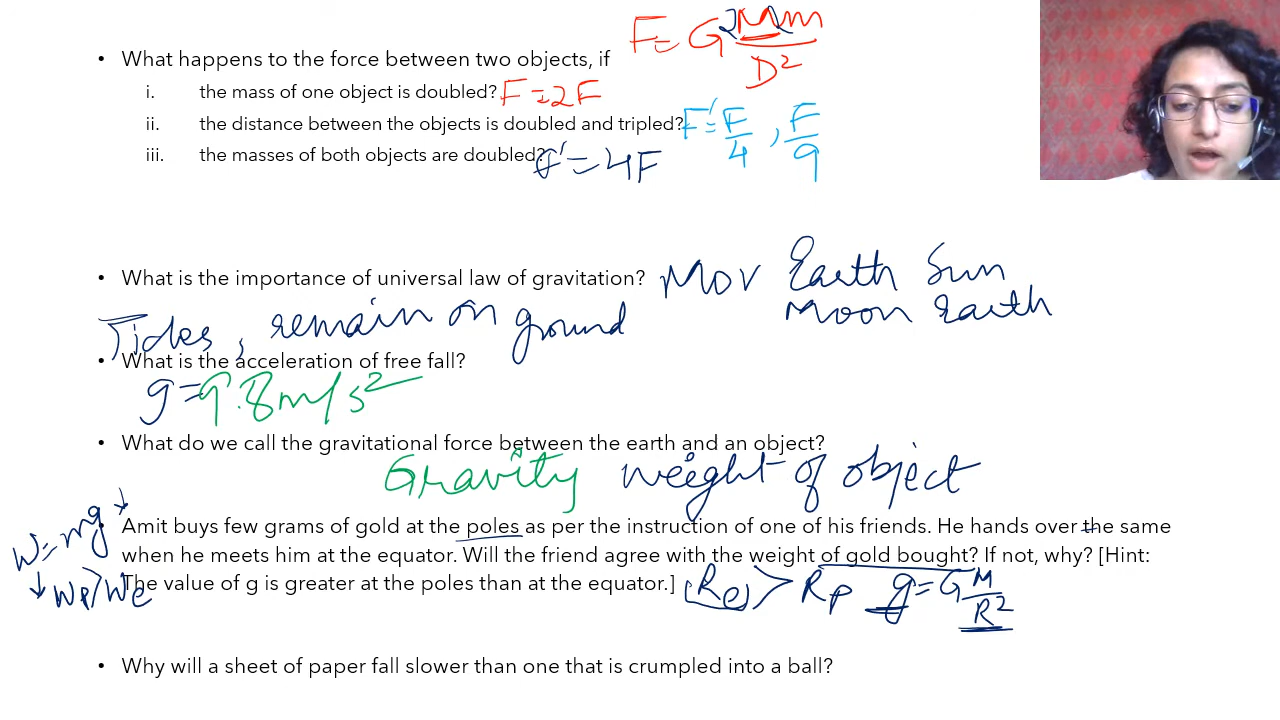 • What happens to the force between two objects, if
F = G 2Mm2 / D²
i. the mass of one object is doubled? F = 2F
ii. the distance between the objects is doubled and tripled? F' = F/4, F/9
iii. the masses of both objects are doubled? F' = 4F
• What is the importance of universal law of gravitation? Mov Earth Sun
Moon Earth
Tides, remain on ground
• What is the acceleration of free fall?
g = 9.8m/s²
• What do we call the gravitational force between the earth and an object?
Gravity weight of object
W = mg↓
• Amit buys few grams of gold at the poles as per the instruction of one of his friends. He hands over the same
when he meets him at the equator. Will the friend agree with the weight of gold bought? If not, why? [Hint:
The value of g is greater at the poles than at the equator.] (Re) > Rp g = G M/R²
↓ Wp > We
• Why will a sheet of paper fall slower than one that is crumpled into a ball?